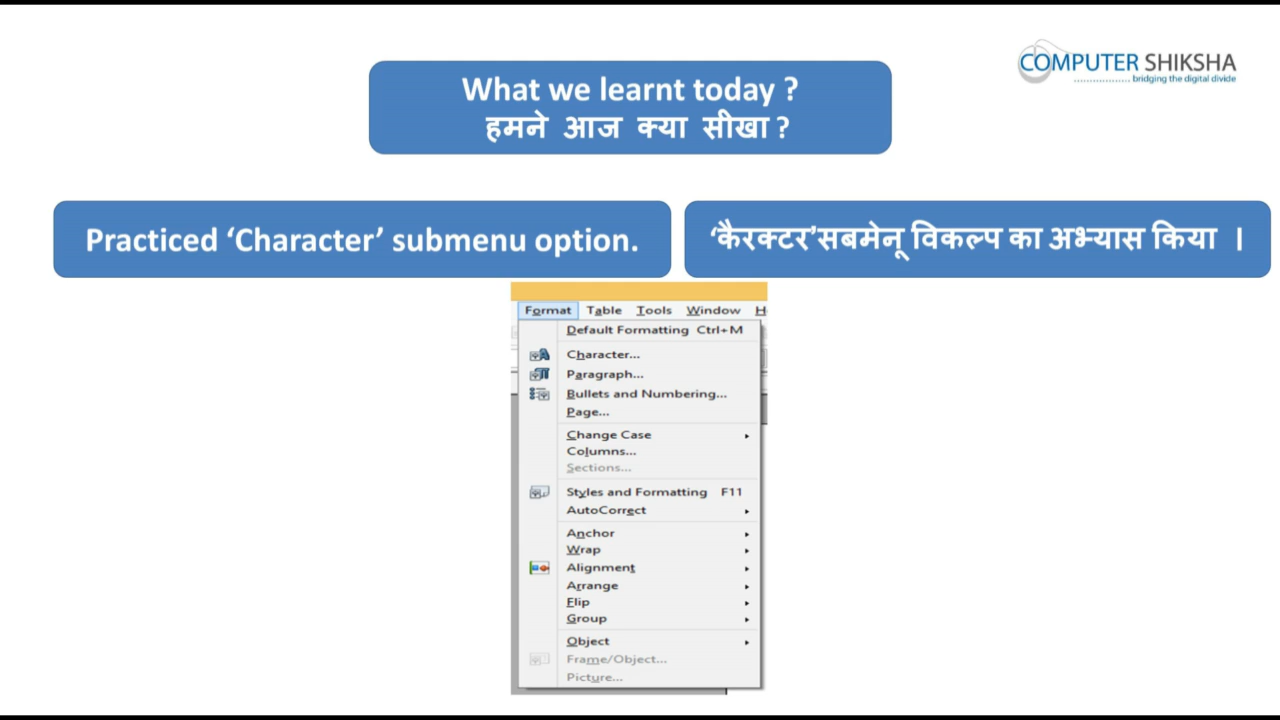 COMPUTER SHIKSHA
bridging the digital divide
What we learnt today ?
हमने आज क्या सीखा ?
Practiced ‘Character’ submenu option.
‘कैरक्टर’सबमेनू विकल्प का अभ्यास किया ।
Format Table Tools Window H
Default Formatting Ctrl+M
Character...
Paragraph...
Bullets and Numbering...
Page...
Change Case
Columns...
Sections...
Styles and Formatting F11
AutoCorrect
Anchor
Wrap
Alignment
Arrange
Flip
Group
Object
Frame/Object...
Picture...